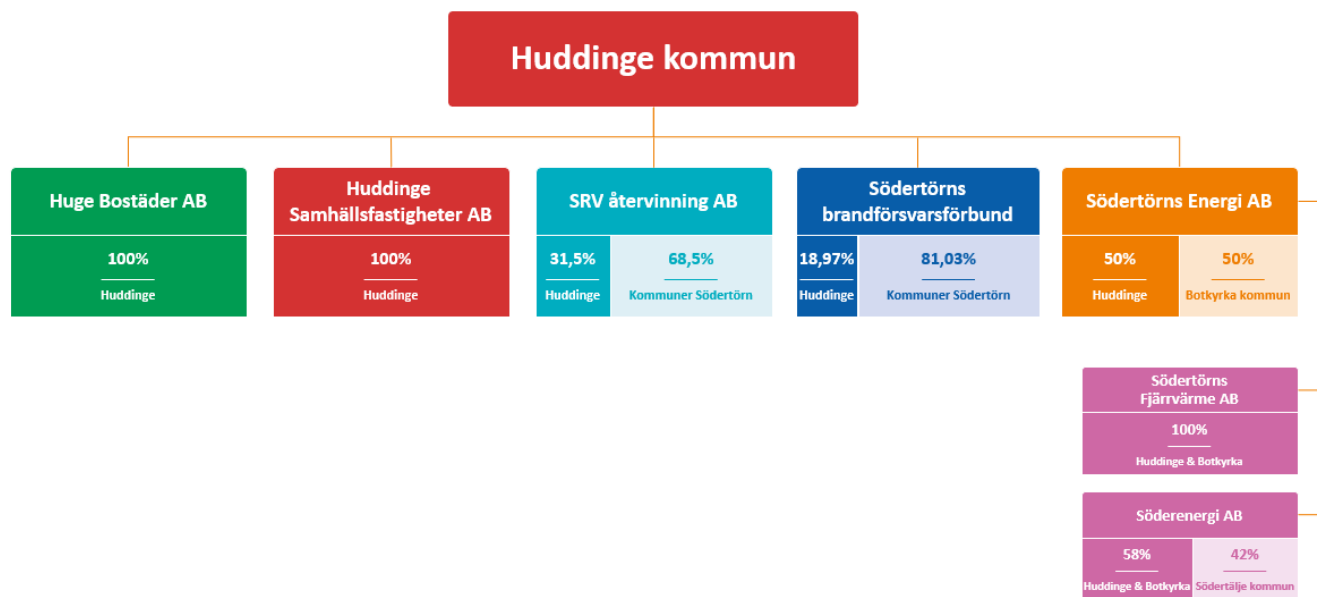 Huddinge kommun
Huge Bostäder AB
100%
Huddinge
Huddinge
Samhällsfastigheter AB
100%
Huddinge
SRV återvinning AB
31,5%
Huddinge
68,5%
Kommuner Södertörn
Södertörns
brandförsvarsförbund
18,97%
Huddinge
81,03%
Kommuner Södertörn
Södertörns Energi AB
50%
Huddinge
50%
Botkyrka kommun
Södertörns
Fjärrvärme AB
100%
Huddinge & Botkyrka
Söderenergi AB
58%
Huddinge & Botkyrka
42%
Södertälje kommun